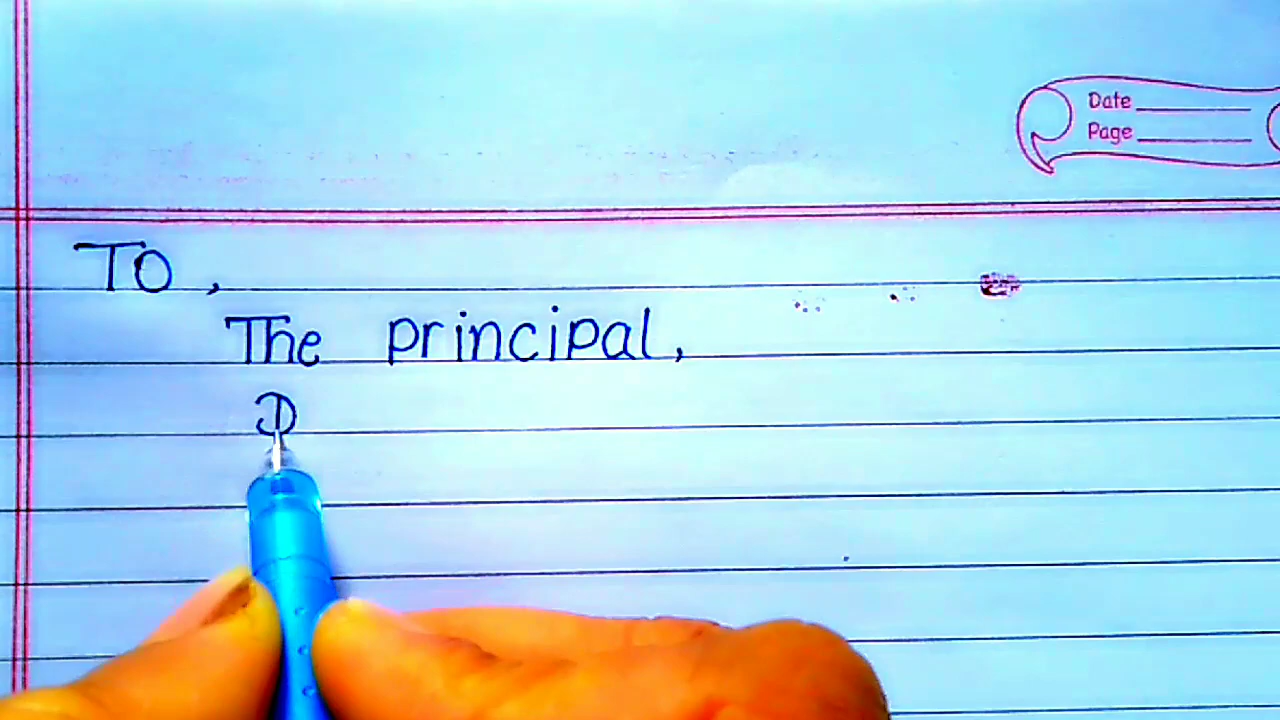 Date
Page
TO,
The principal,
D